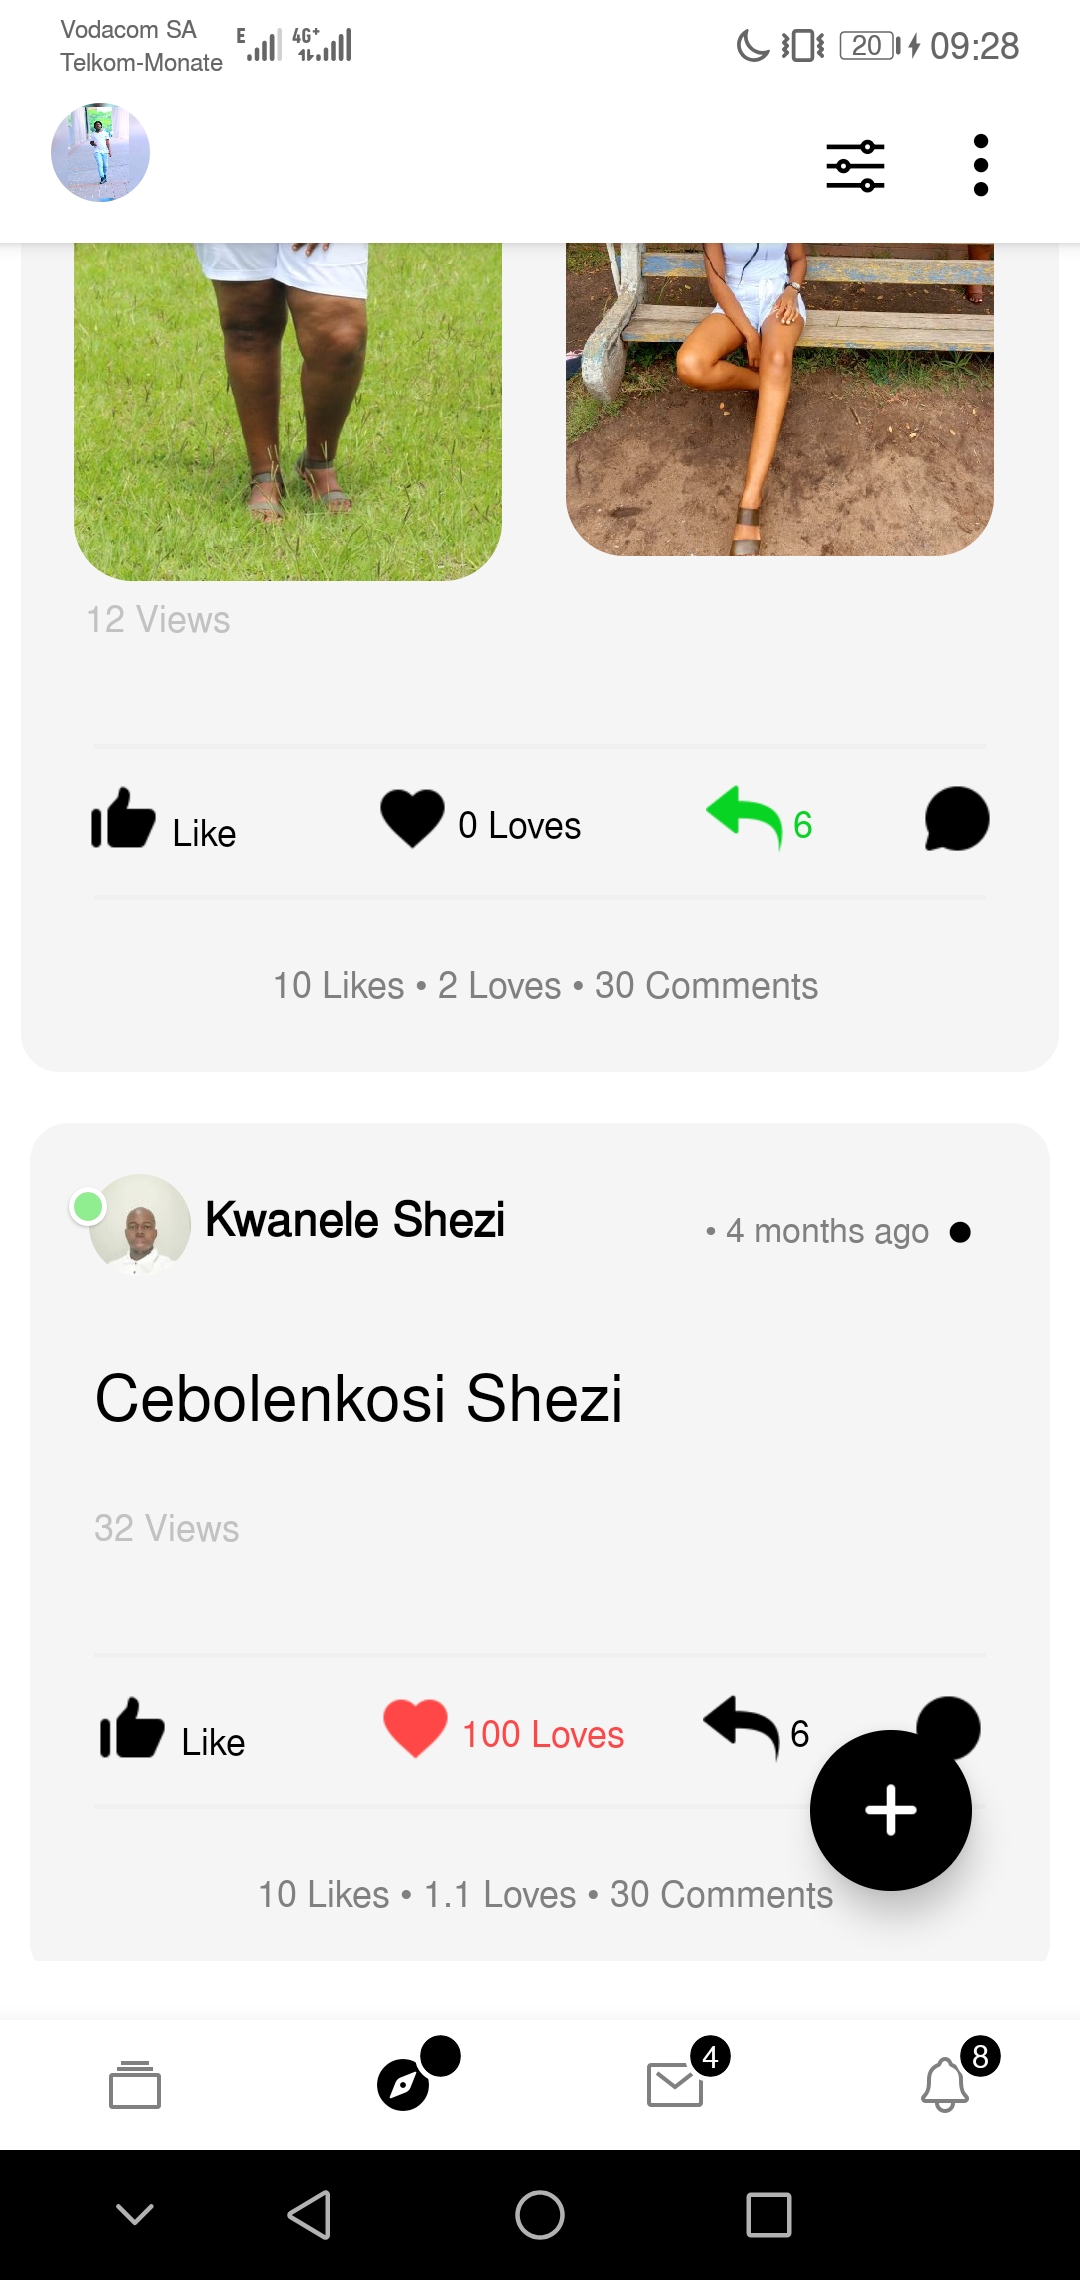 Vodacom SA
Telkom-Monate
E 4G+ 20 09:28
12 Views
Like 0 Loves 6
10 Likes • 2 Loves • 30 Comments
Kwanele Shezi • 4 months ago
Cebolenkosi Shezi
32 Views
Like 100 Loves 6
10 Likes • 1.1 Loves • 30 Comments
4 8